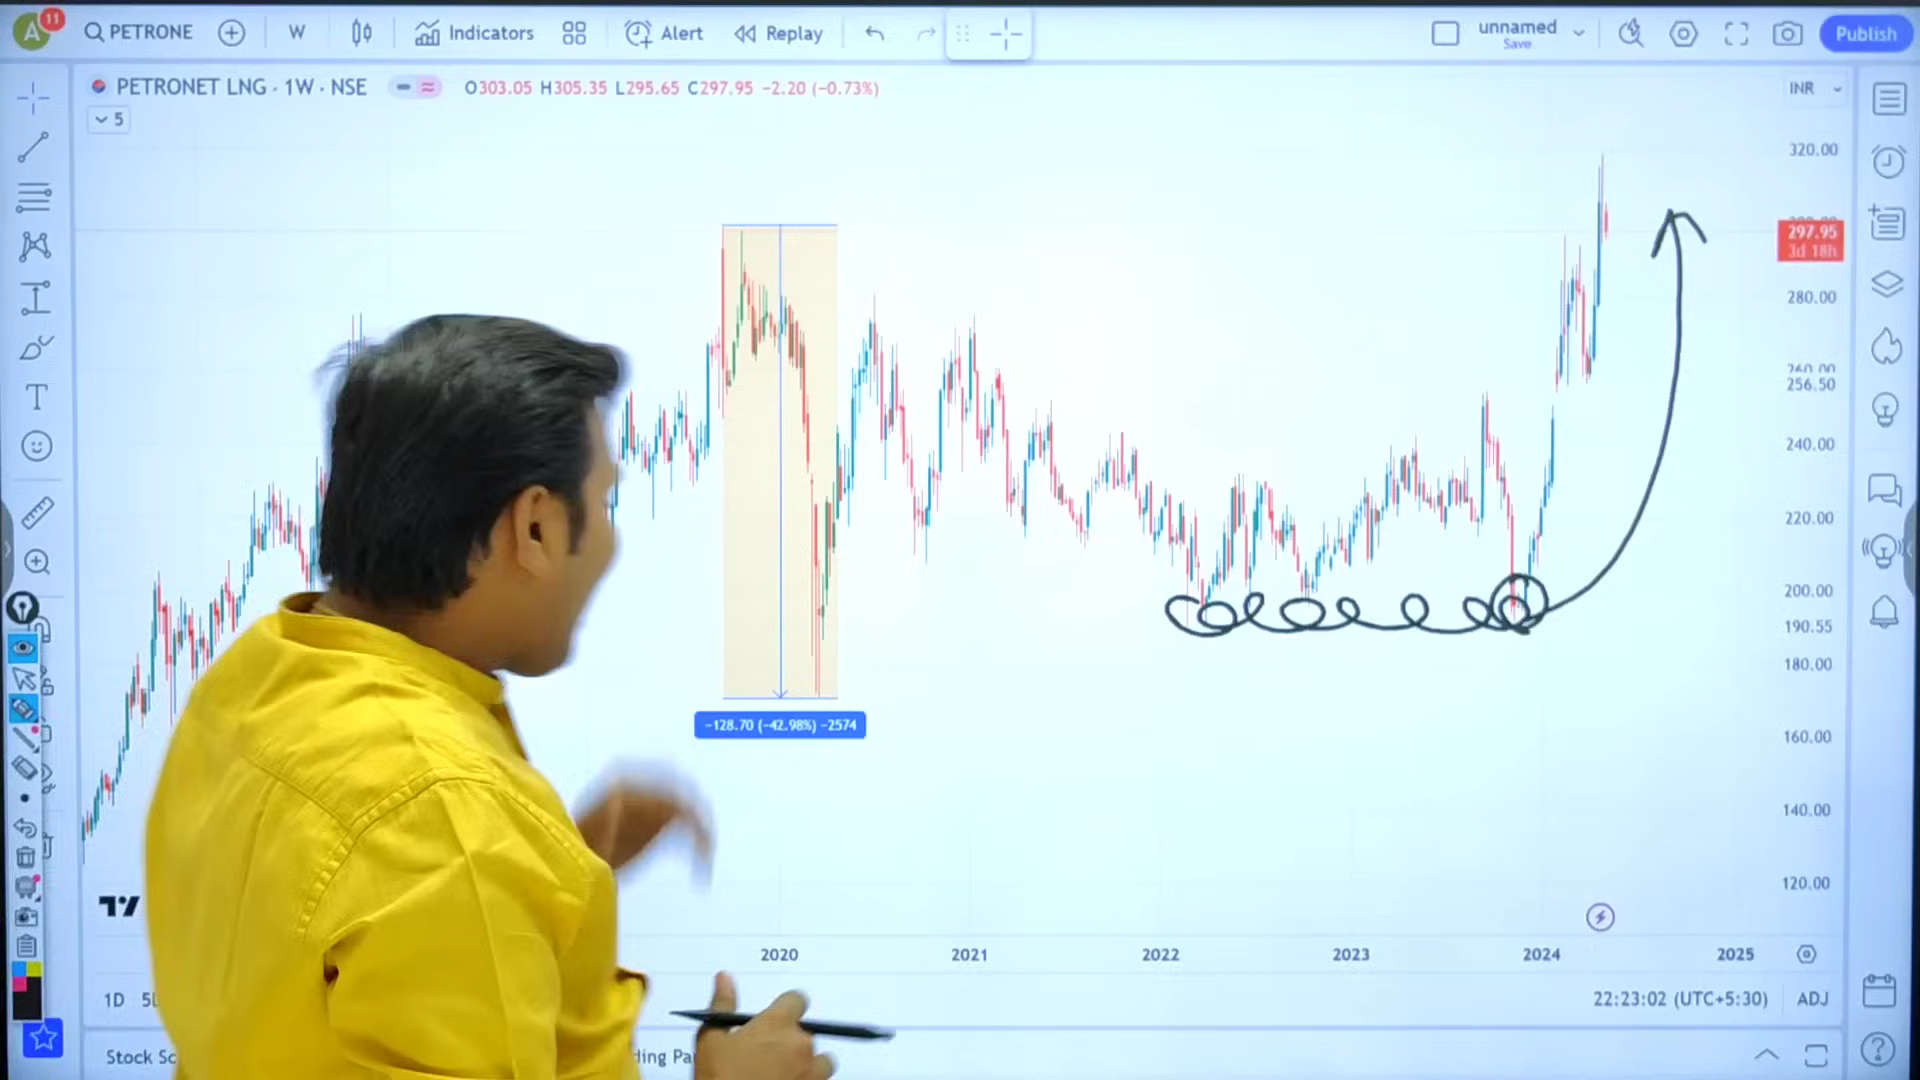 A 11 PETRONE W Indicators Alert Replay unnamed Publish
Save
PETRONET LNG · 1W · NSE O303.05 H305.35 L295.65 C297.95 −2.20 (−0.73%) INR
5
320.00
297.95
3d 18h
280.00
256.50
240.00
220.00
200.00
190.55
180.00
−128.70 (−42.98%) −2574
160.00
140.00
120.00
2020 2021 2022 2023 2024 2025
1D 22:23:02 (UTC+5:30) ADJ
Stock